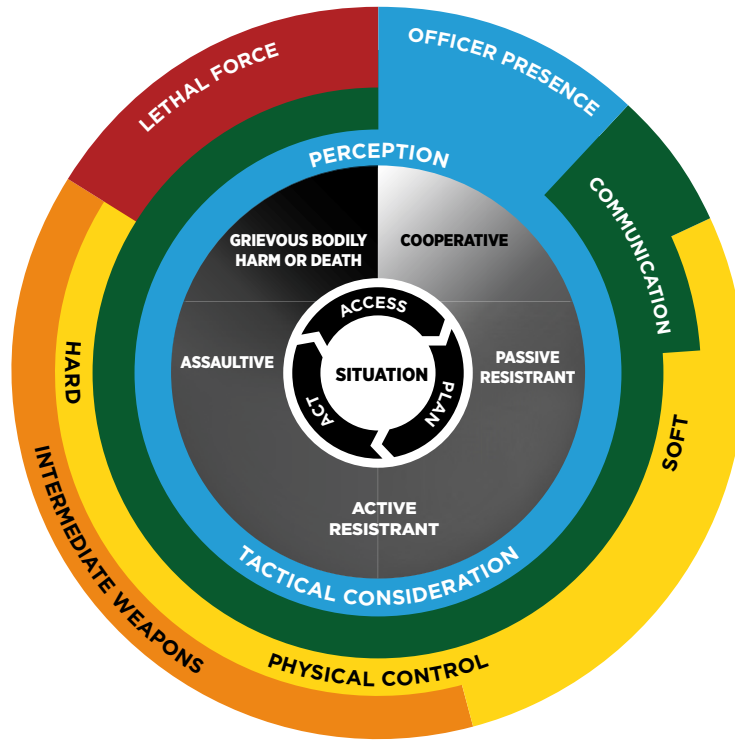 LETHAL FORCE
OFFICER PRESENCE
COMMUNICATION
PERCEPTION
GRIEVOUS BODILY
HARM OR DEATH
COOPERATIVE
ACCESS
ASSAULTIVE
SITUATION
PASSIVE
RESISTRANT
ACT
PLAN
HARD
SOFT
ACTIVE
RESISTRANT
TACTICAL CONSIDERATION
INTERMEDIATE WEAPONS
PHYSICAL CONTROL